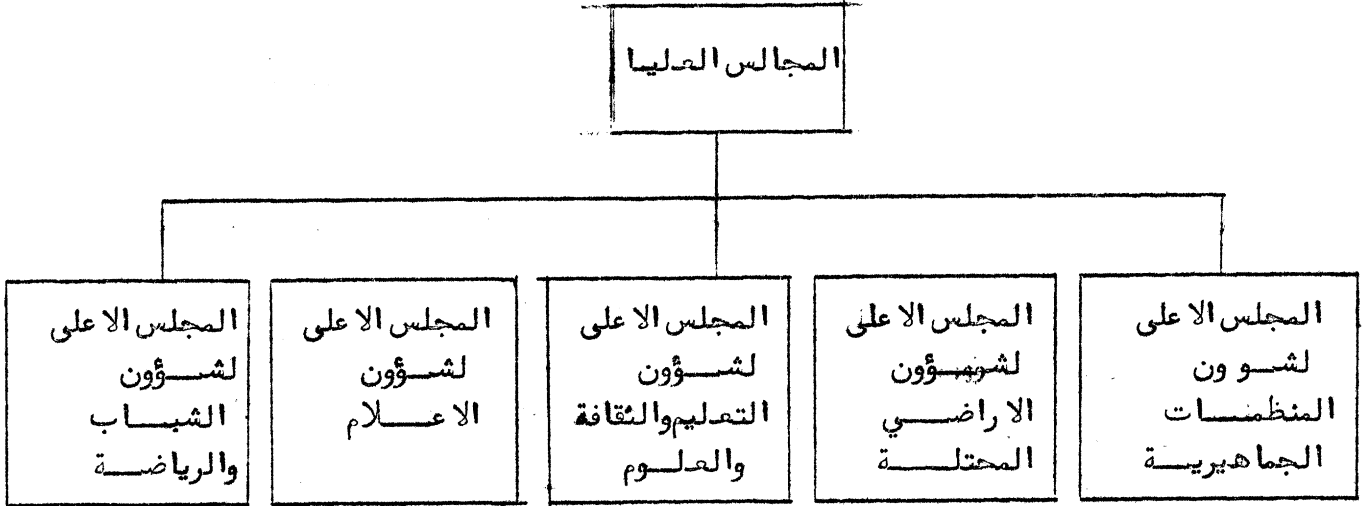 المجالس العليا
المجلس الاعلى
لشوون
المنظمات
الجماهيرية
المجلس الاعلى
لشؤون
الاراضي
المحتلة
المجلس الاعلى
لشؤون
التعليم والثقافة
والعلوم
المجلس الاعلى
لشؤون
الاعلام
المجلس الاعلى
لشؤون
الشباب
والرياضة